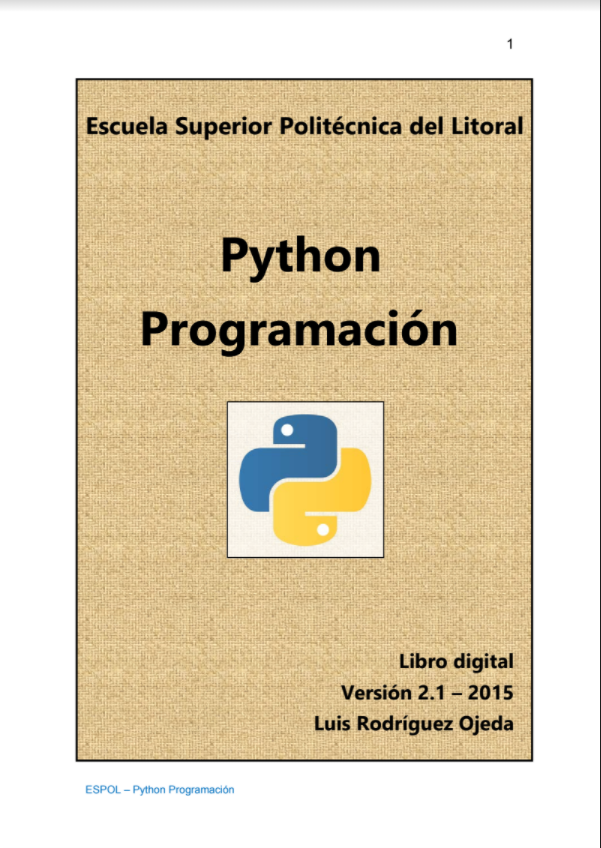 1
Escuela Superior Politécnica del Litoral
Python
Programación
Libro digital
Versión 2.1 – 2015
Luis Rodríguez Ojeda
ESPOL – Python Programación